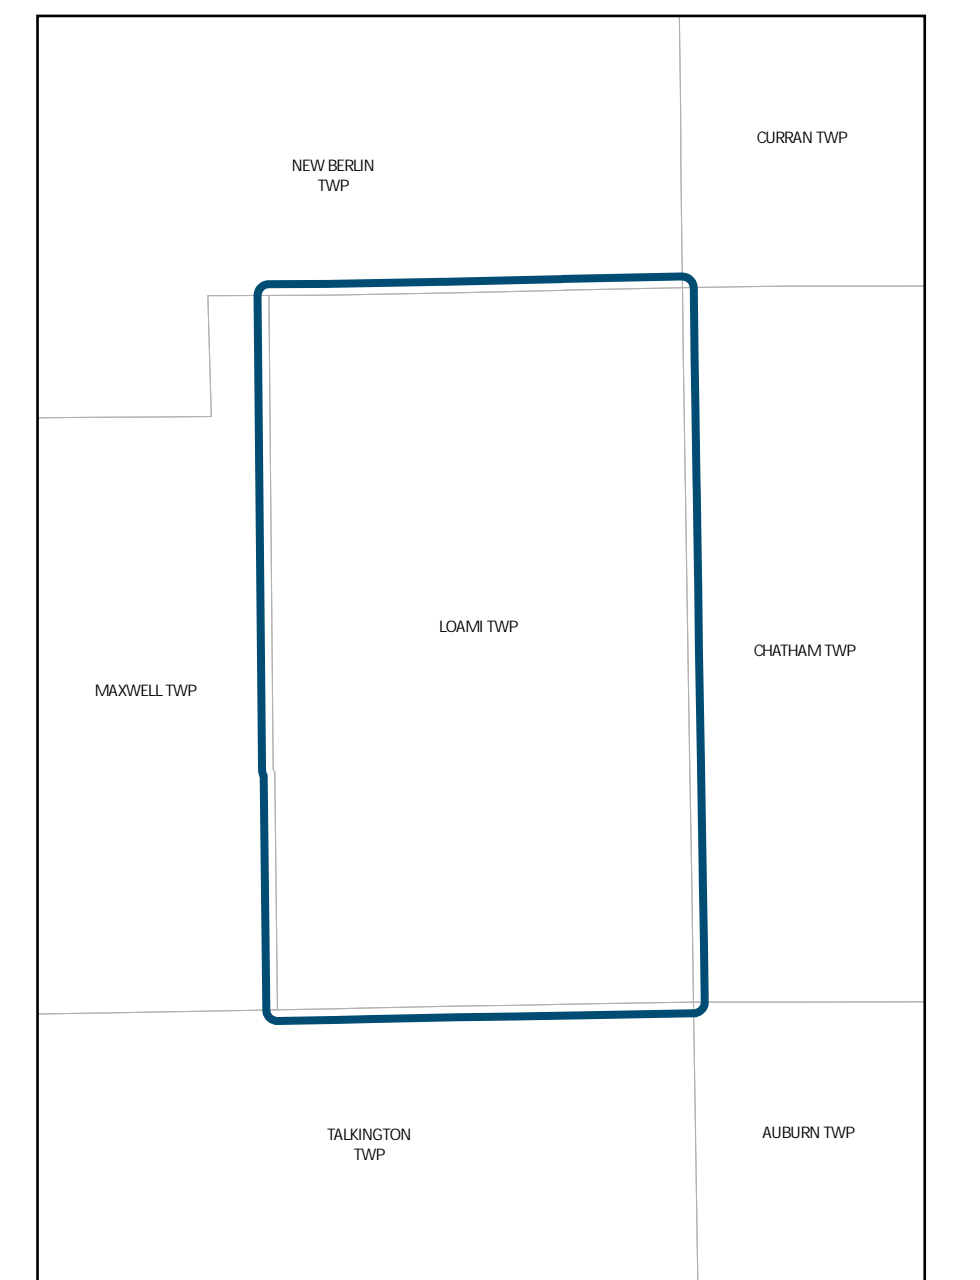 CURRAN TWP
NEW BERLIN
TWP
LOAMI TWP
CHATHAM TWP
MAXWELL TWP
TALKINGTON
TWP
AUBURN TWP